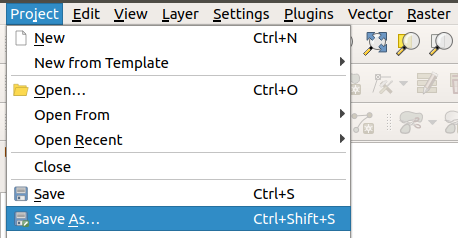 Project Edit View Layer Settings Plugins Vector Raster
New Ctrl+N
New from Template
Open... Ctrl+O
Open From
Open Recent
Close
Save Ctrl+S
Save As... Ctrl+Shift+S